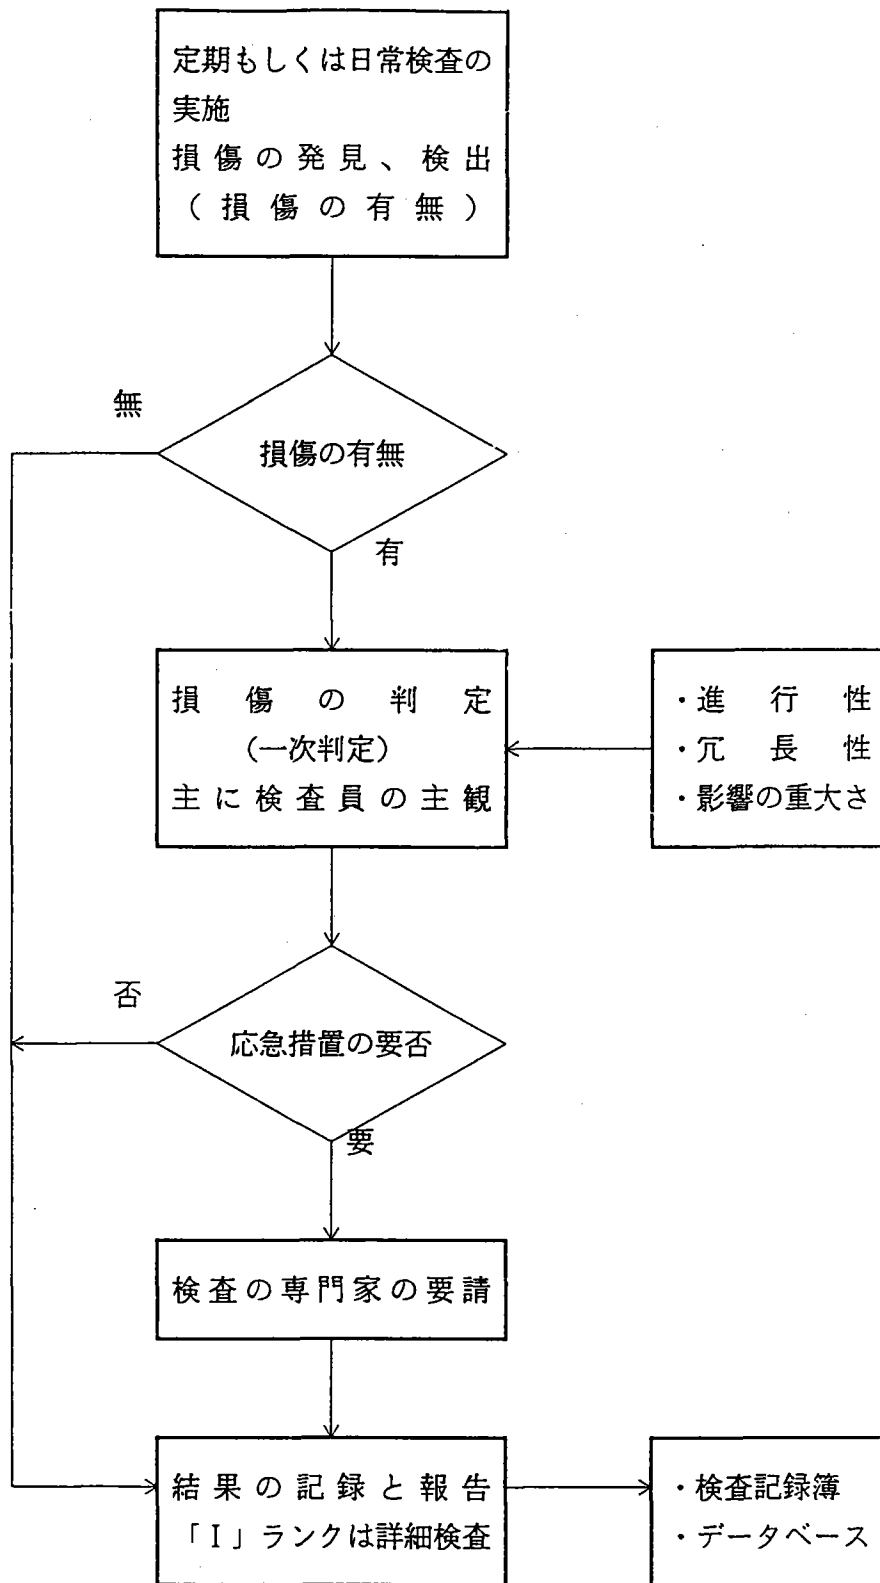 定期もしくは日常検査の
実施
損傷の発見、検出
(損傷の有無)
無
損傷の有無
有
損傷の判定
(一次判定)
主に検査員の主観
・進行性
・冗長性
・影響の重大さ
否
応急措置の要否
要
検査の専門家の要請
結果の記録と報告
「Ⅰ」ランクは詳細検査
・検査記録簿
・データベース